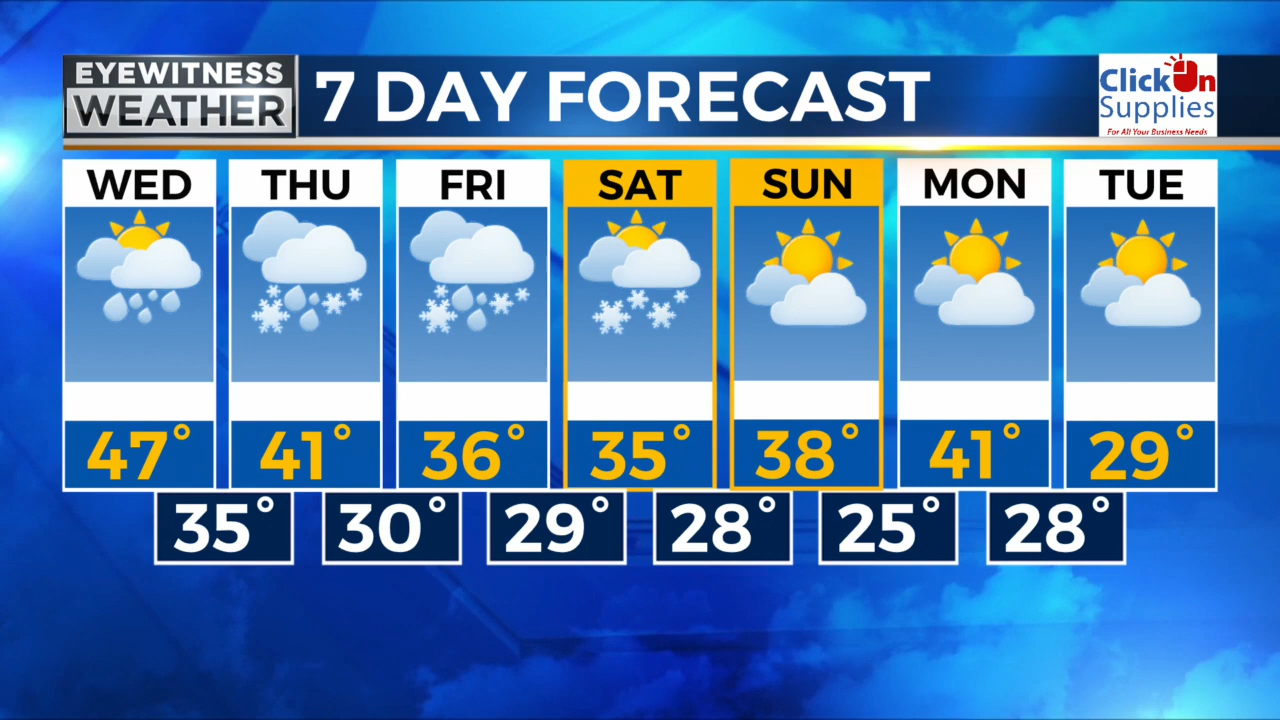 EYEWITNESS
WEATHER
7 DAY FORECAST
ClickOn
Supplies
For All Your Business Needs
WED THU FRI SAT SUN MON TUE
47° 41° 36° 35° 38° 41° 29°
35° 30° 29° 28° 25° 28°